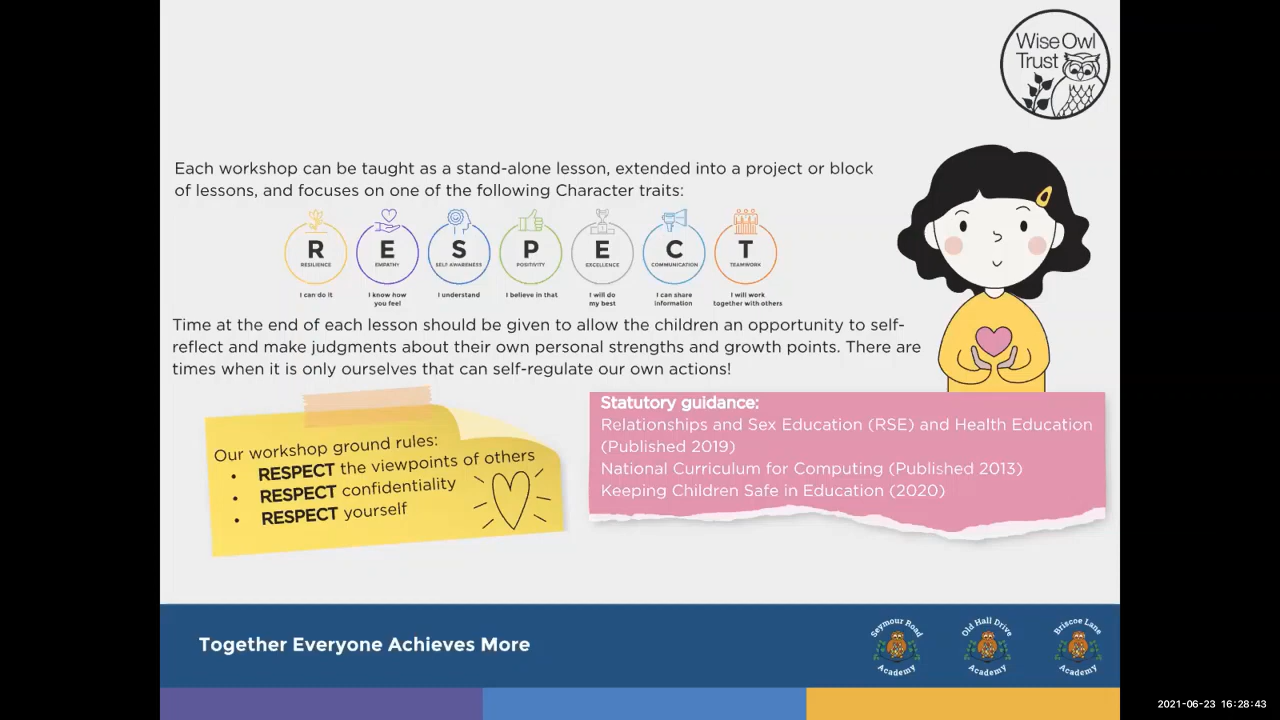 Wise Owl
Trust
Each workshop can be taught as a stand-alone lesson, extended into a project or block
of lessons, and focuses on one of the following Character traits:
R E S P E C T
RESILIENCE EMPATHY SELF AWARENESS POSITIVITY EXCELLENCE COMMUNICATION TEAMWORK
I can do it I know how I understand I believe in that I will do I can share I will work
you feel my best information together with others
Time at the end of each lesson should be given to allow the children an opportunity to self-
reflect and make judgments about their own personal strengths and growth points. There are
times when it is only ourselves that can self-regulate our own actions!
Our workshop ground rules:
• RESPECT the viewpoints of others
• RESPECT confidentiality
• RESPECT yourself
Statutory guidance:
Relationships and Sex Education (RSE) and Health Education
(Published 2019)
National Curriculum for Computing (Published 2013)
Keeping Children Safe in Education (2020)
Together Everyone Achieves More
Seymour Road
Academy
Old Hall Drive
Academy
Briscoe Lane
Academy
2021-06-23 16:28:43